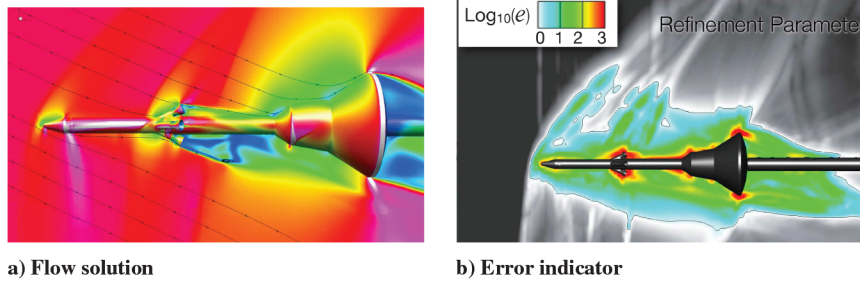 Log10(e)
0 1 2 3
Refinement Paramete
a) Flow solution
b) Error indicator